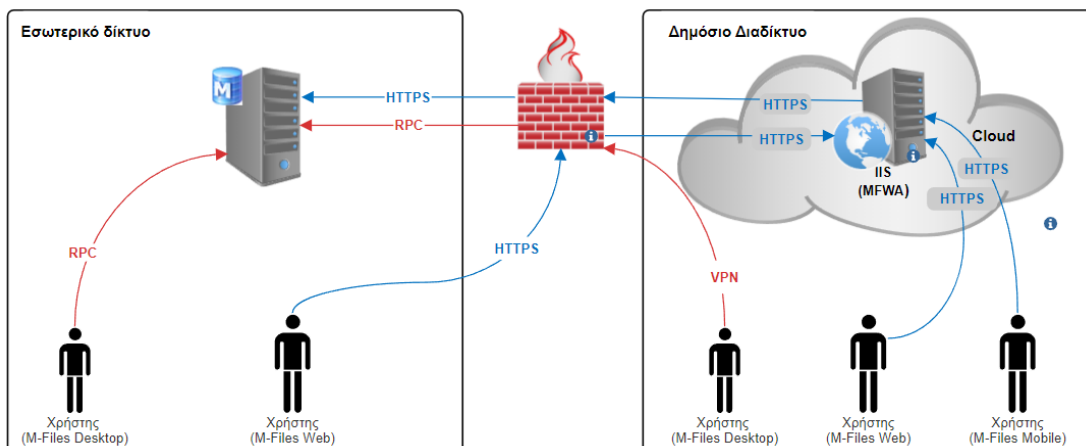 Εσωτερικό δίκτυο
Δημόσιο Διαδίκτυο
M
HTTPS
RPC
HTTPS
HTTPS
Cloud
IIS
(MFWA)
HTTPS
HTTPS
RPC
HTTPS
VPN
Χρήστης
(M-Files Desktop)
Χρήστης
(M-Files Web)
Χρήστης
(M-Files Desktop)
Χρήστης
(M-Files Web)
Χρήστης
(M-Files Mobile)